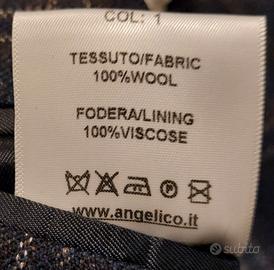 COL: 1
TESSUTO/FABRIC
100%WOOL
FODERA/LINING
100%VISCOSE
www.angelico.it
subito